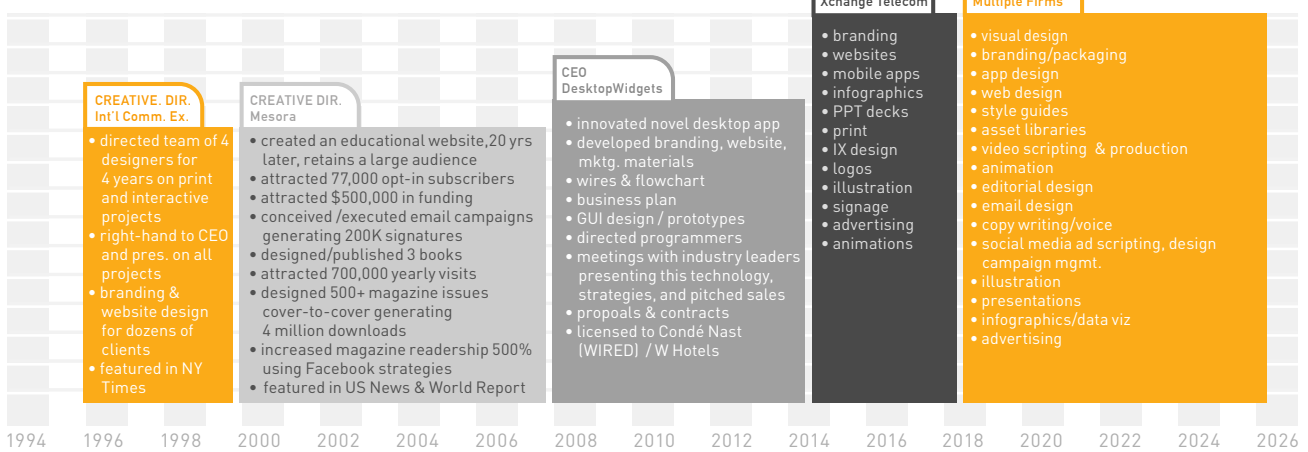 CREATIVE. DIR.
Int'l Comm. Ex.
• directed team of 4
designers for
4 years on print
and interactive
projects
• right-hand to CEO
and pres. on all
projects
• branding &
website design
for dozens of
clients
• featured in NY
Times
CREATIVE DIR.
Mesora
• created an educational website,20 yrs
later, retains a large audience
• attracted 77,000 opt-in subscribers
• attracted $500,000 in funding
• conceived /executed email campaigns
generating 200K signatures
• designed/published 3 books
• attracted 700,000 yearly visits
• designed 500+ magazine issues
cover-to-cover generating
4 million downloads
• increased magazine readership 500%
using Facebook strategies
• featured in US News & World Report
CEO
DesktopWidgets
• innovated novel desktop app
• developed branding, website,
mktg. materials
• wires & flowchart
• business plan
• GUI design / prototypes
• directed programmers
• meetings with industry leaders
presenting this technology,
strategies, and pitched sales
• propoals & contracts
• licensed to Condé Nast
(WIRED) / W Hotels
Xchange Telecom
• branding
• websites
• mobile apps
• infographics
• PPT decks
• print
• IX design
• logos
• illustration
• signage
• advertising
• animations
Multiple Firms
• visual design
• branding/packaging
• app design
• web design
• style guides
• asset libraries
• video scripting & production
• animation
• editorial design
• email design
• copy writing/voice
• social media ad scripting, design
campaign mgmt.
• illustration
• presentations
• infographics/data viz
• advertising
1994 1996 1998 2000 2002 2004 2006 2008 2010 2012 2014 2016 2018 2020 2022 2024 2026